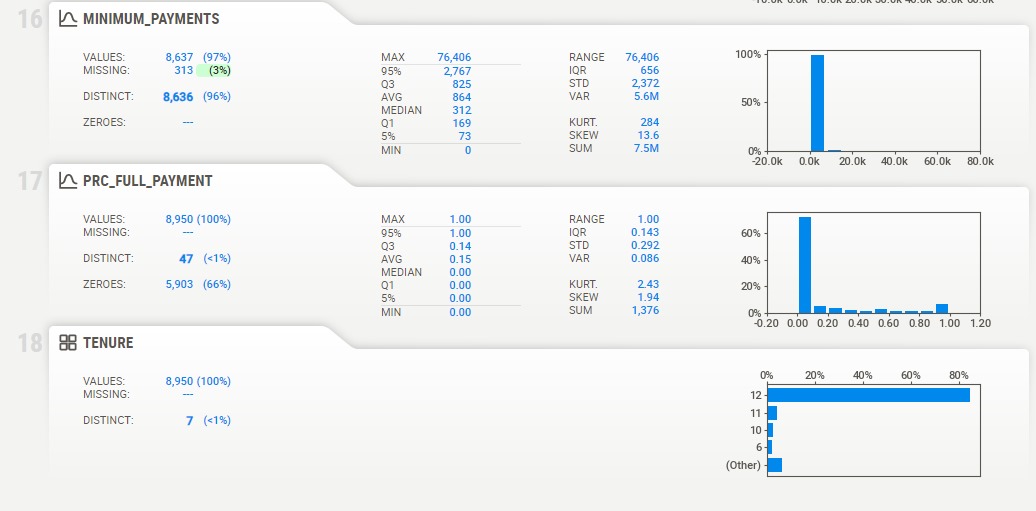 16 MINIMUM_PAYMENTS
VALUES: 8,637 (97%)
MISSING: 313 (3%)
DISTINCT: 8,636 (96%)
ZEROES: ---
MAX 76,406
95% 2,767
Q3 825
AVG 864
MEDIAN 312
Q1 169
5% 73
MIN 0
RANGE 76,406
IQR 656
STD 2,372
VAR 5.6M
KURT. 284
SKEW 13.6
SUM 7.5M
100%
50%
0%
-20.0k 0.0k 20.0k 40.0k 60.0k 80.0k
17 PRC_FULL_PAYMENT
VALUES: 8,950 (100%)
MISSING: ---
DISTINCT: 47 (<1%)
ZEROES: 5,903 (66%)
MAX 1.00
95% 1.00
Q3 0.14
AVG 0.15
MEDIAN 0.00
Q1 0.00
5% 0.00
MIN 0.00
RANGE 1.00
IQR 0.143
STD 0.292
VAR 0.086
KURT. 2.43
SKEW 1.94
SUM 1,376
60%
40%
20%
0%
-0.20 0.00 0.20 0.40 0.60 0.80 1.00 1.20
18 TENURE
VALUES: 8,950 (100%)
MISSING: ---
DISTINCT: 7 (<1%)
0% 20% 40% 60% 80%
12
11
10
6
(Other)